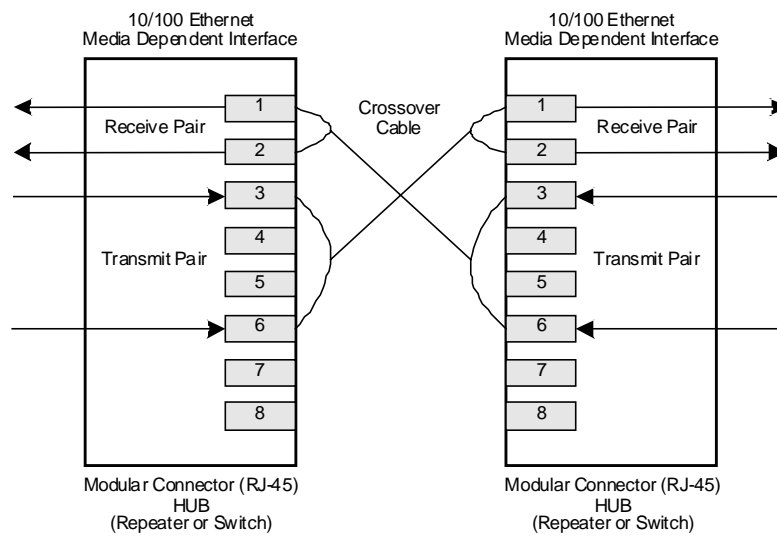 10/100 Ethernet
Media Dependent Interface
10/100 Ethernet
Media Dependent Interface
1
Receive Pair
2
3
4
Transmit Pair
5
6
7
8
Crossover
Cable
1
Receive Pair
2
3
4
Transmit Pair
5
6
7
8
Modular Connector (RJ-45)
HUB
(Repeater or Switch)
Modular Connector (RJ-45)
HUB
(Repeater or Switch)